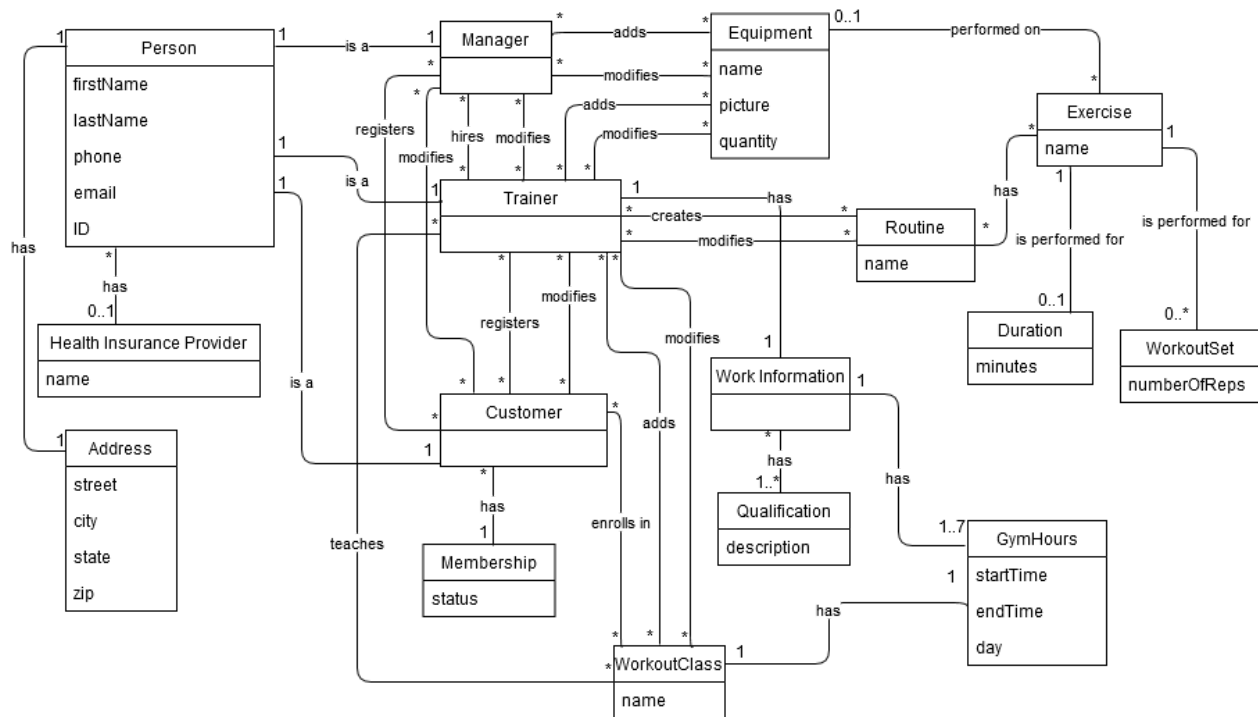 Person
firstName
lastName
phone
email
ID
1
1
1
1
is a
is a
is a
1
1
1
has
1
*
has
0..1
Health Insurance Provider
name
Address
street
city
state
zip
Manager
*
adds
*
*
modifies
*
*
registers
*
*
modifies
*
*
hires
*
*
modifies
*
Equipment
name
picture
quantity
0..1
performed on
*
*
adds
*
*
modifies
*
Exercise
name
*
has
*
1
is performed for
0..1
1
is performed for
0..*
Trainer
1
has
1
*
creates
*
*
modifies
*
Routine
name
Duration
minutes
WorkoutSet
numberOfReps
*
registers
*
*
modifies
*
*
teaches
*
*
adds
*
*
modifies
*
Customer
*
enrolls in
*
*
has
1
Membership
status
Work Information
*
has
1..*
Qualification
description
1
has
1..7
GymHours
startTime
endTime
day
1
has
1
WorkoutClass
name